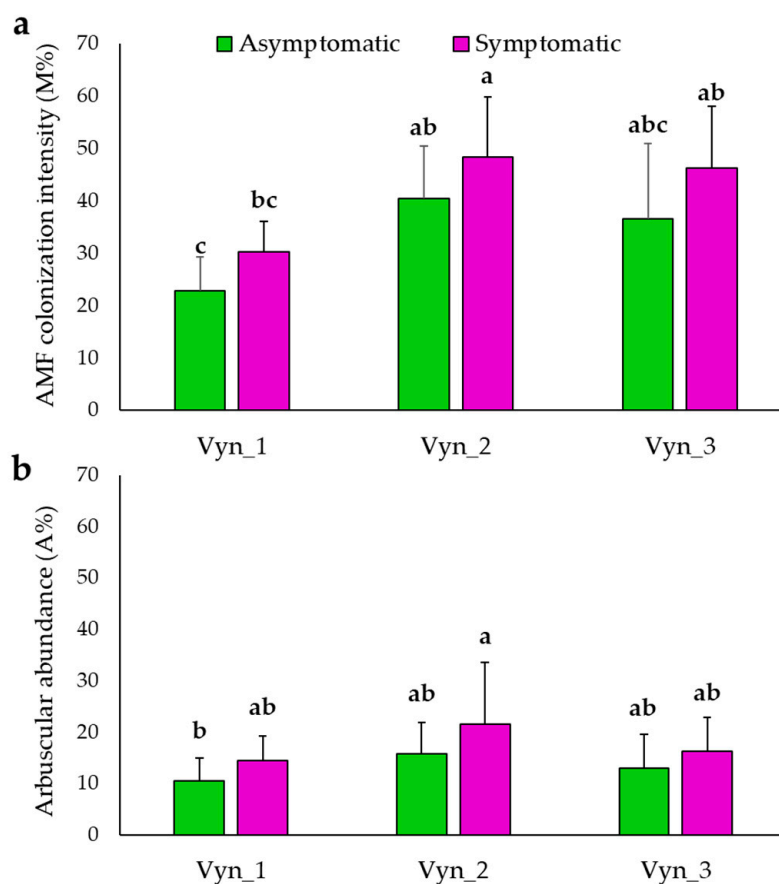 a
Asymptomatic Symptomatic
AMF colonization intensity (M%)
70
60
50
40
30
20
10
0
c bc ab a abc ab
Vyn_1 Vyn_2 Vyn_3
b
Arbuscular abundance (A%)
70
60
50
40
30
20
10
0
b ab ab a ab ab
Vyn_1 Vyn_2 Vyn_3